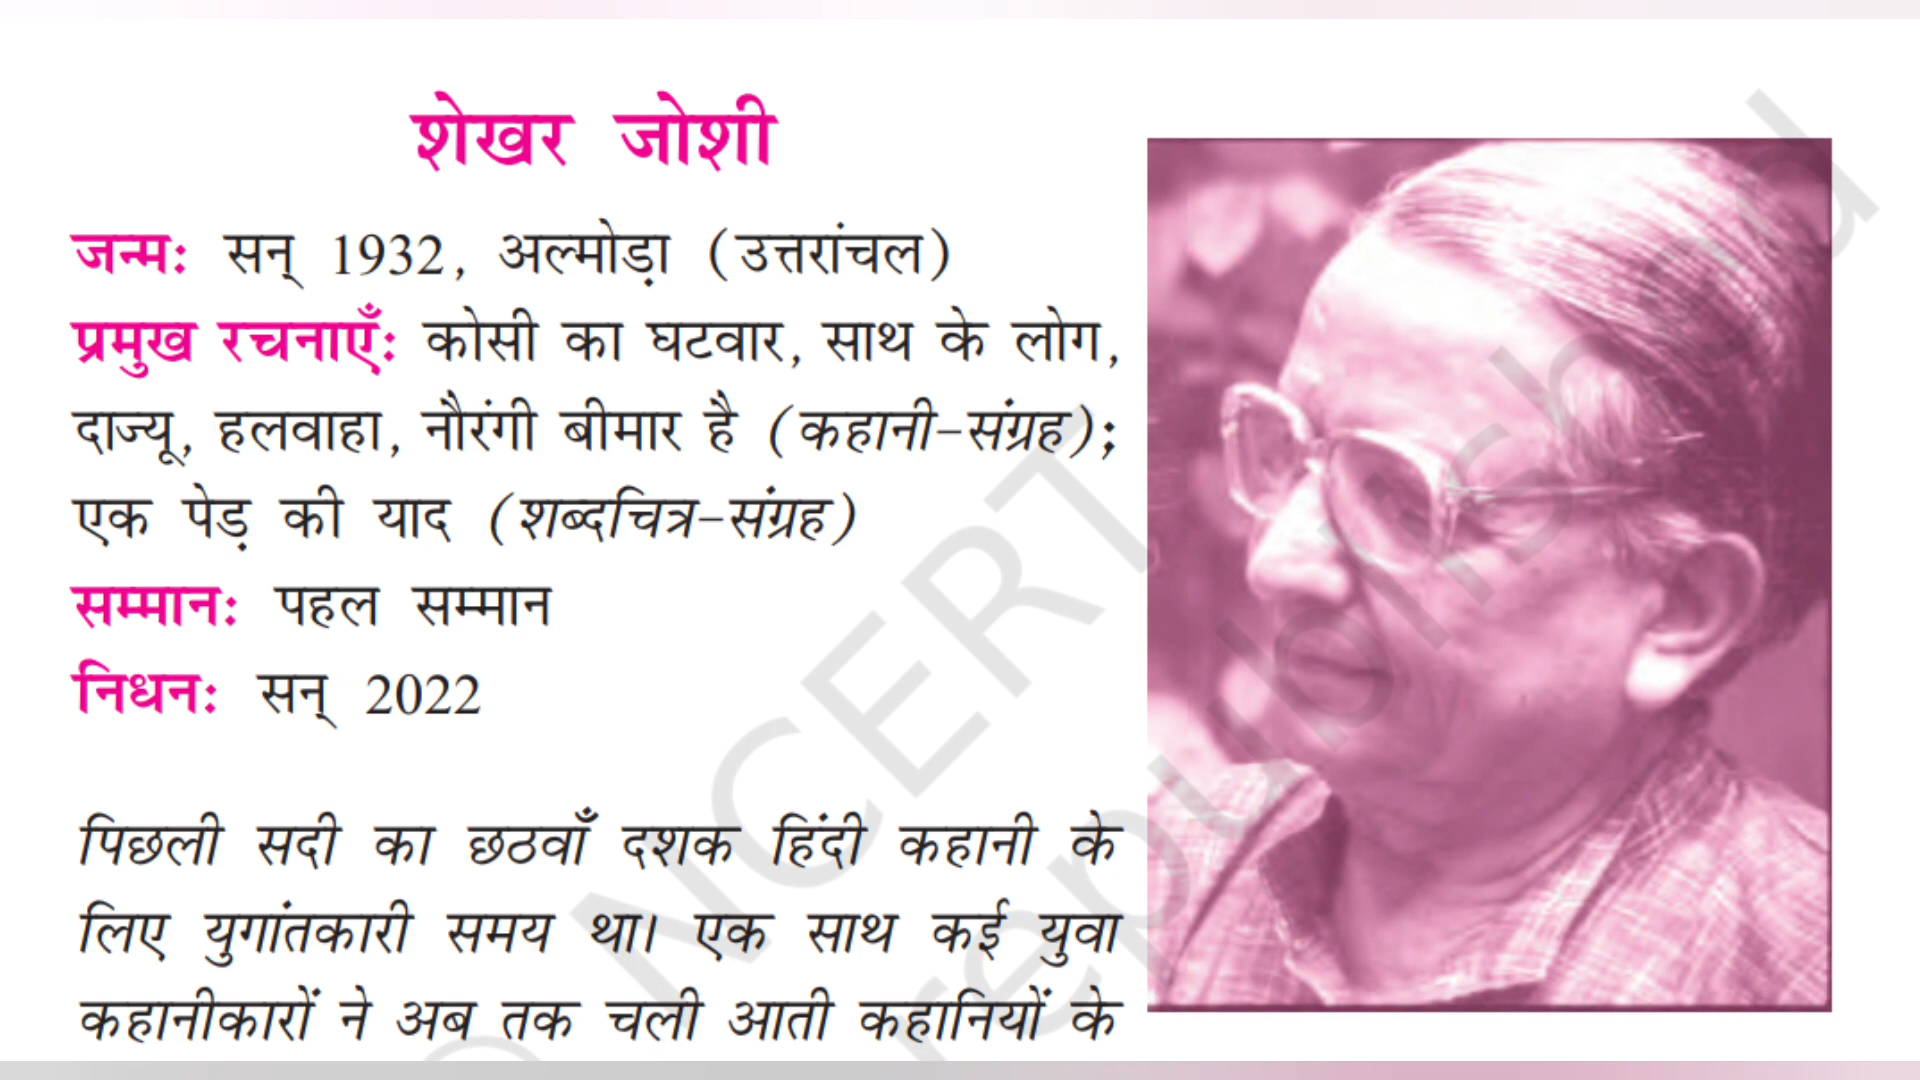 शेखर जोशी
जन्मः सन् 1932, अल्मोड़ा (उत्तरांचल)
प्रमुख रचनाएँः कोसी का घटवार, साथ के लोग,
दाज्यू, हलवाहा, नौरंगी बीमार है (कहानी-संग्रह);
एक पेड़ की याद (शब्दचित्र-संग्रह)
सम्मानः पहल सम्मान
निधनः सन् 2022
पिछली सदी का छठवाँ दशक हिंदी कहानी के
लिए युगांतकारी समय था। एक साथ कई युवा
कहानीकारों ने अब तक चली आती कहानियों के
NCERT
republished